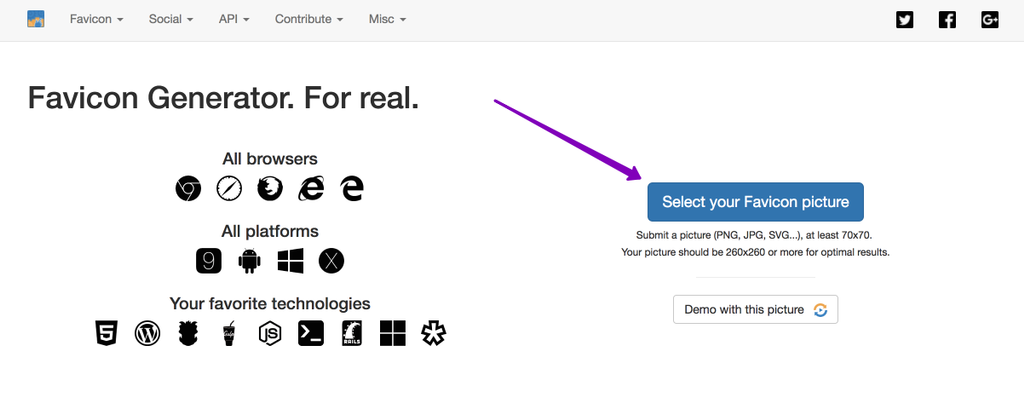 Favicon Social API Contribute Misc
Favicon Generator. For real.
All browsers
All platforms
9 X
Your favorite technologies
5 W Gulp JS >_ RAILS
Select your Favicon picture
Submit a picture (PNG, JPG, SVG...), at least 70x70.
Your picture should be 260x260 or more for optimal results.
Demo with this picture